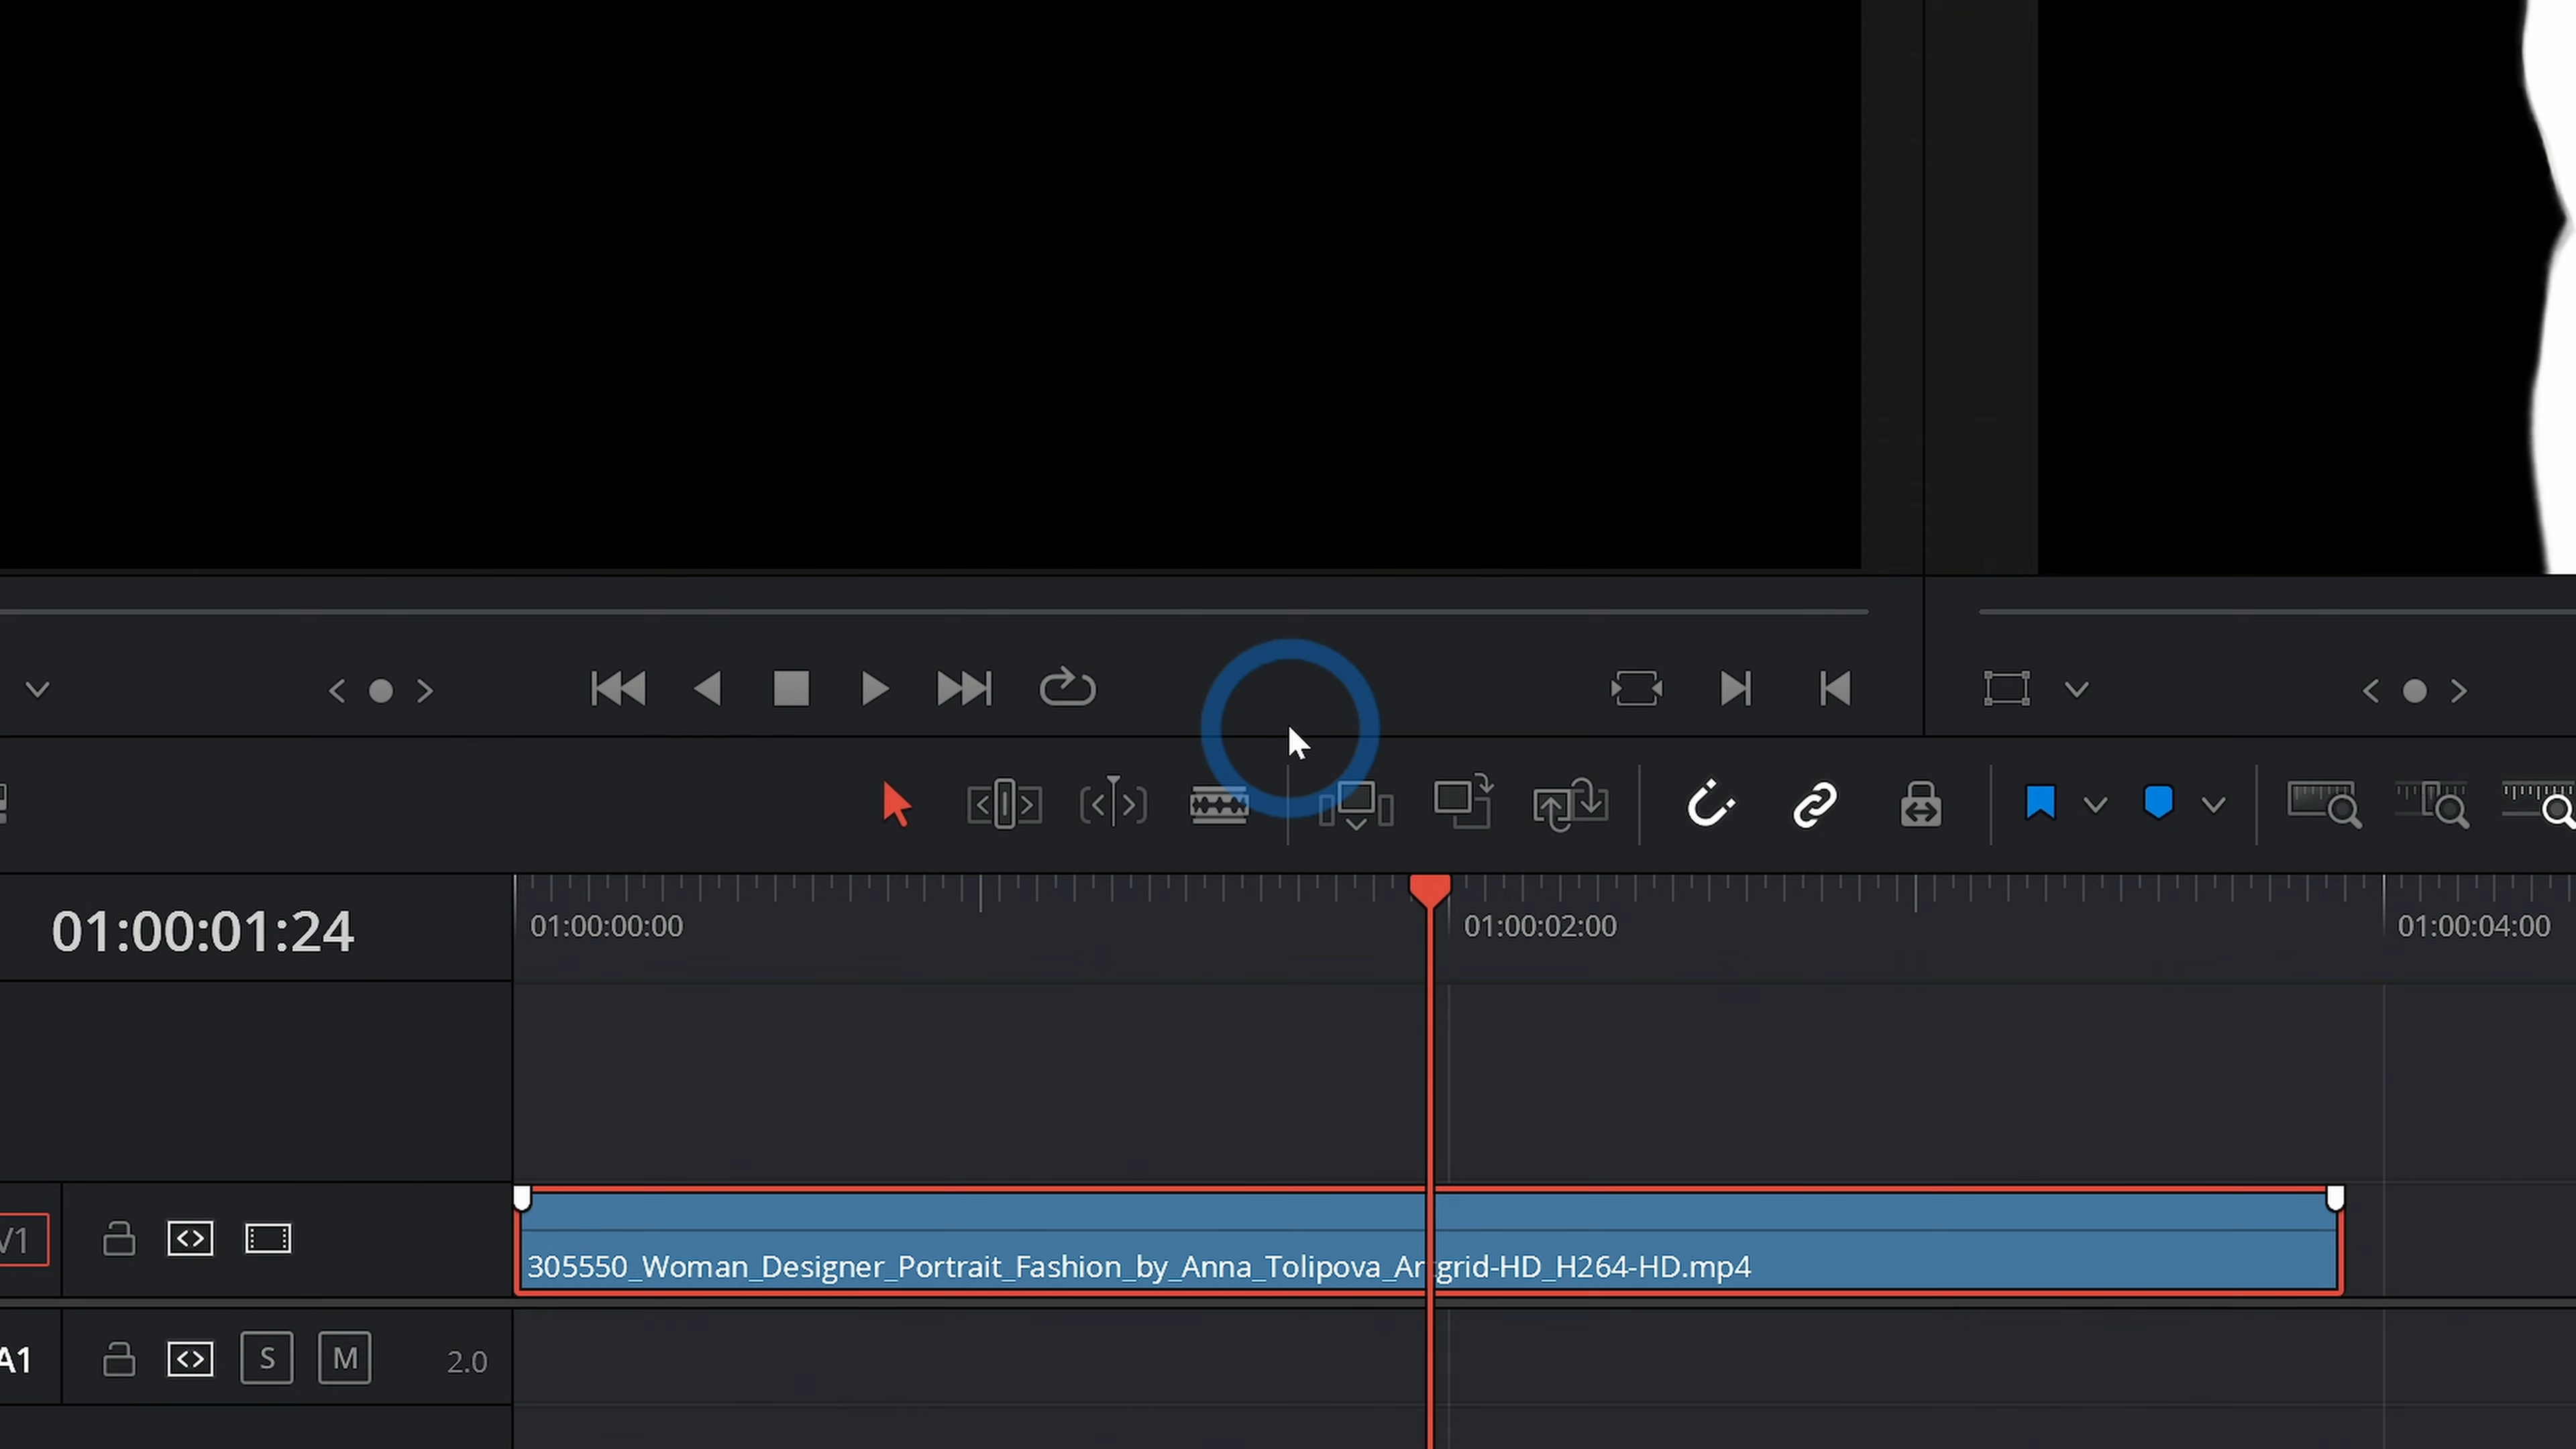 01:00:01:24
01:00:00:00
01:00:02:00
01:00:04:00
V1
305550_Woman_Designer_Portrait_Fashion_by_Anna_Tolipova_Artgrid-HD_H264-HD.mp4
A1
S
M
2.0